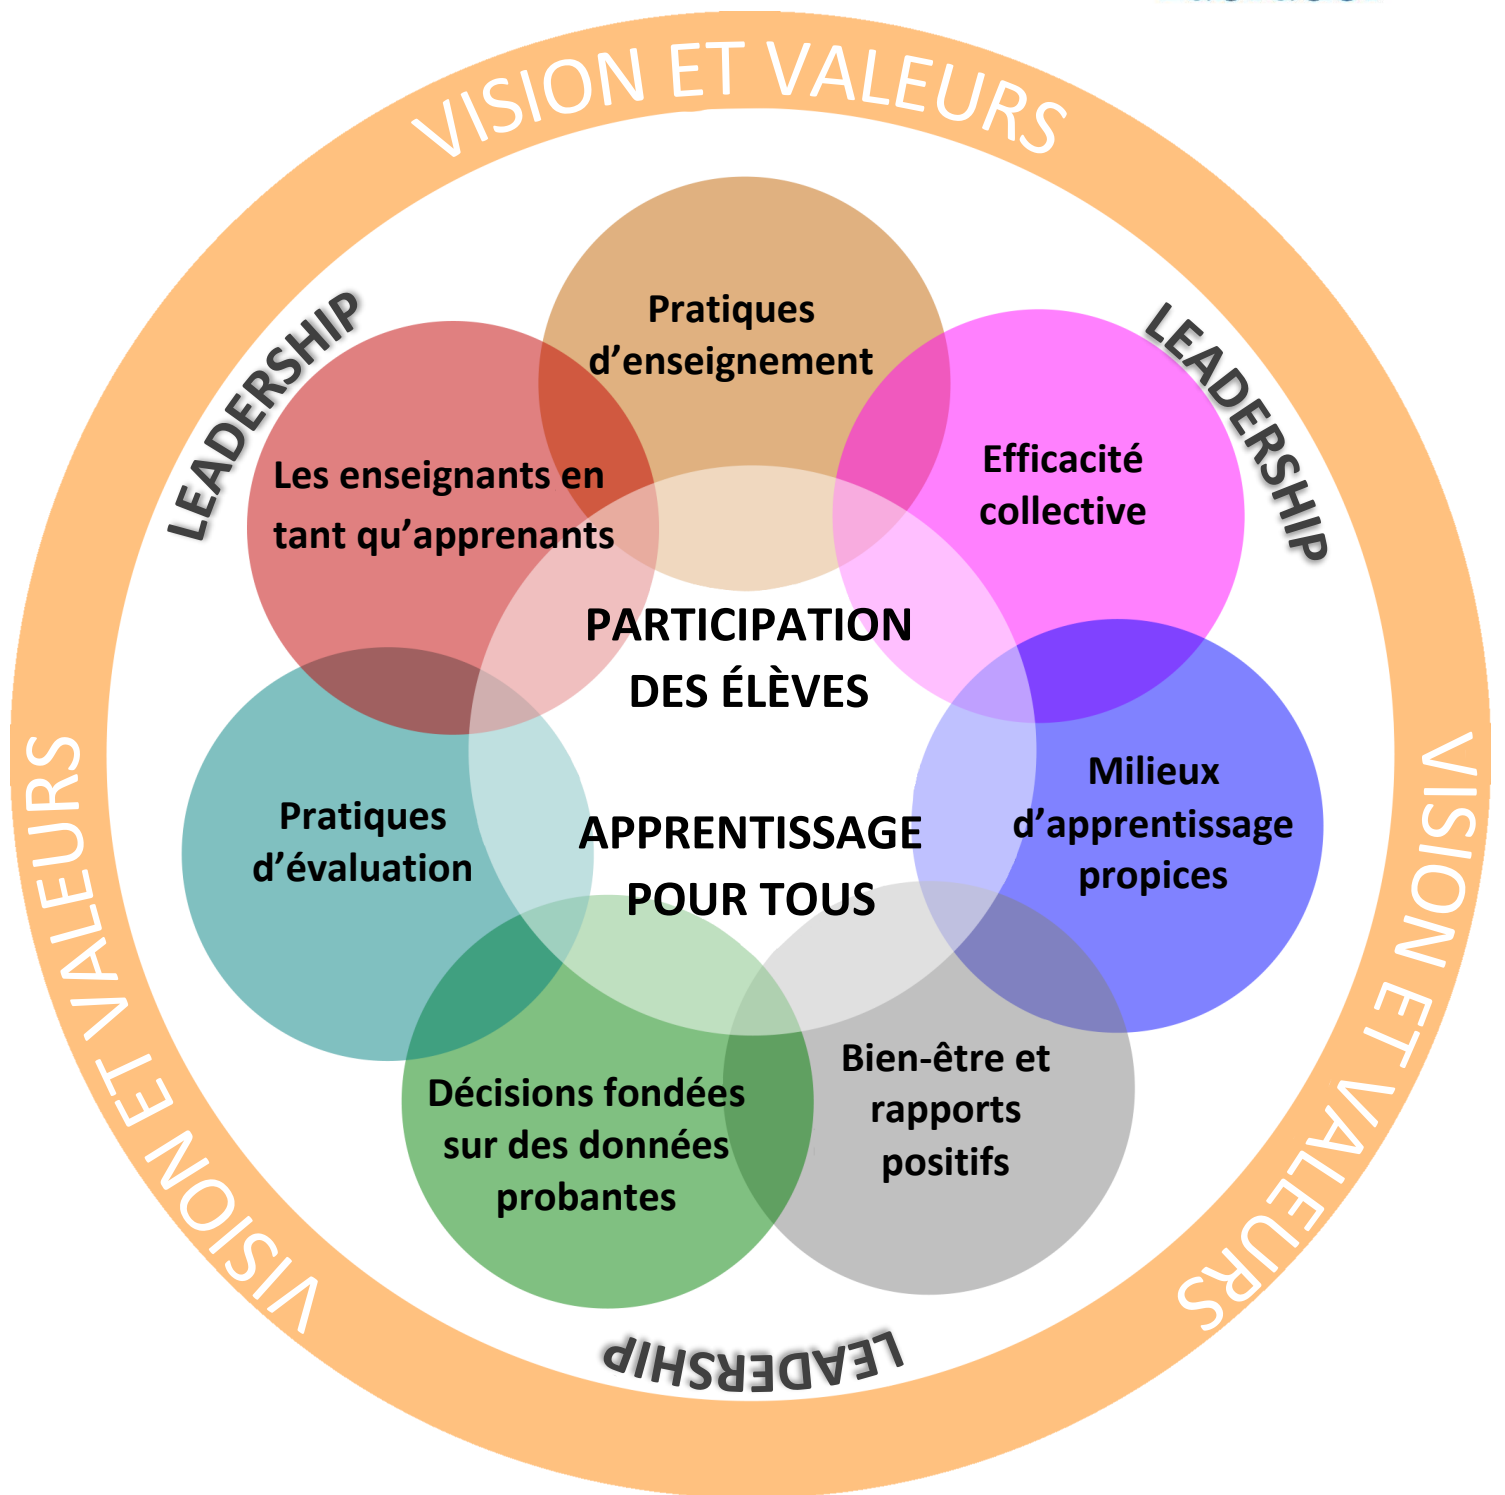 VISION ET VALEURS
LEADERSHIP
LEADERSHIP
Pratiques
d’enseignement
Efficacité
collective
Les enseignants en
tant qu’apprenants
PARTICIPATION
DES ÉLÈVES
Milieux
d’apprentissage
propices
Pratiques
d’évaluation
APPRENTISSAGE
POUR TOUS
Bien-être et
rapports
positifs
Décisions fondées
sur des données
probantes
VISION ET VALEURS
VISION ET VALEURS
LEADERSHIP